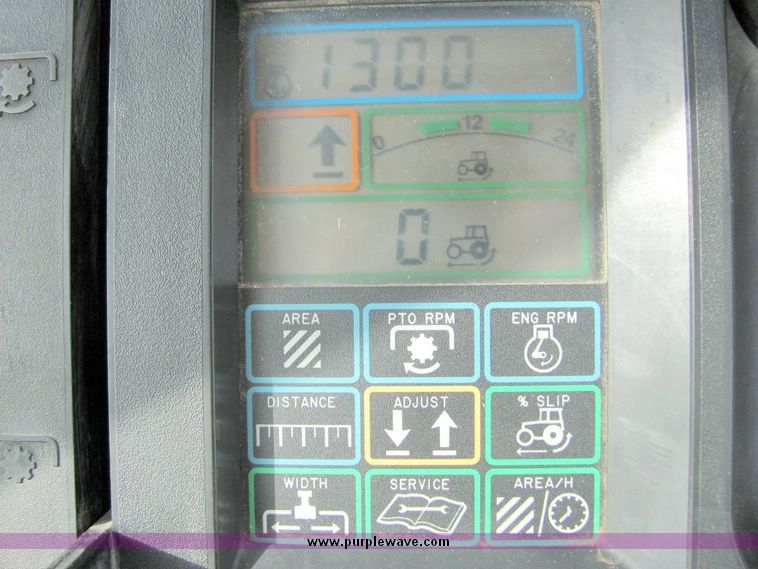 1300
12
0 24
0
AREA PTO RPM ENG RPM
DISTANCE ADJUST % SLIP
WIDTH SERVICE AREA/H
www.purplewave.com